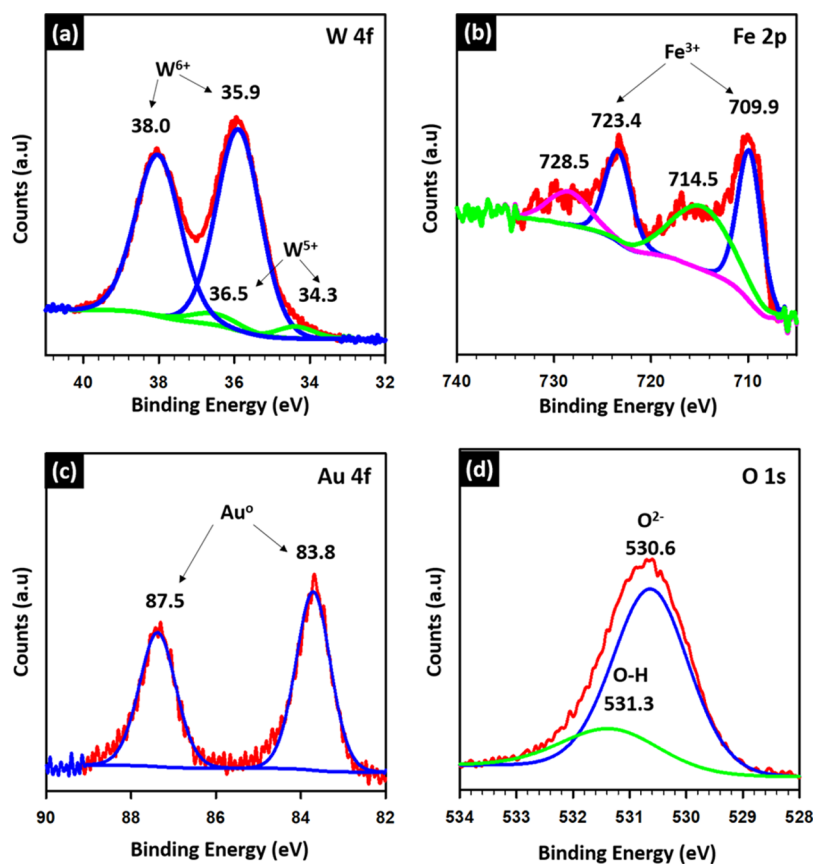 (a)
W 4f
W⁶⁺
35.9
38.0
W⁵⁺
36.5
34.3
Counts (a.u)
40
38
36
34
32
Binding Energy (eV)
(b)
Fe 2p
Fe³⁺
709.9
723.4
728.5
714.5
Counts (a.u)
740
730
720
710
Binding Energy (eV)
(c)
Au 4f
Auᵒ
83.8
87.5
Counts (a.u)
90
88
86
84
82
Binding Energy (eV)
(d)
O 1s
O²⁻
530.6
O-H
531.3
Counts (a.u)
534
533
532
531
530
529
528
Binding Energy (eV)